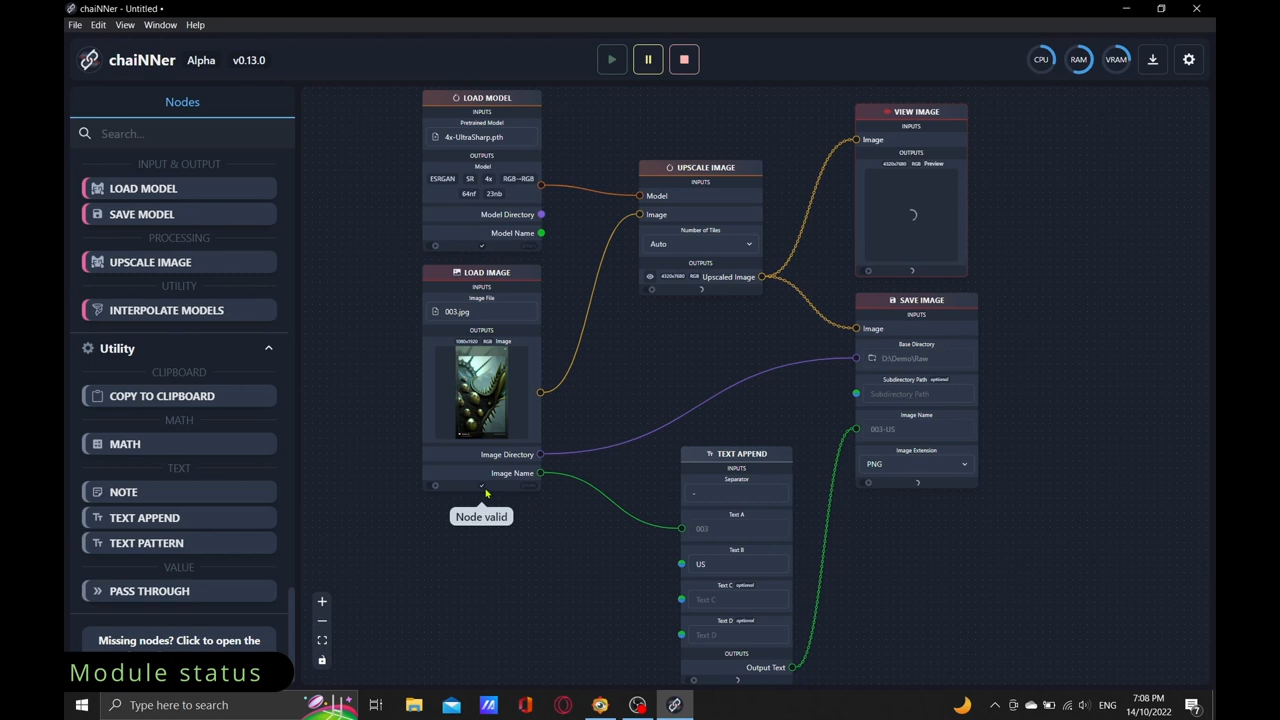 chaiNNer - Untitled •
File Edit View Window Help
chaiNNer Alpha v0.13.0
CPU RAM VRAM
Nodes
Search...
INPUT & OUTPUT
LOAD MODEL
SAVE MODEL
PROCESSING
UPSCALE IMAGE
UTILITY
INTERPOLATE MODELS
Utility
CLIPBOARD
COPY TO CLIPBOARD
MATH
MATH
TEXT
NOTE
TEXT APPEND
TEXT PATTERN
VALUE
PASS THROUGH
Missing nodes? Click to open the
Module status
LOAD MODEL
INPUTS
Pretrained Model
4x-UltraSharp.pth
OUTPUTS
Model
ESRGAN SR 4x RGB→RGB
64nf 23nb
Model Directory
Model Name
LOAD IMAGE
INPUTS
Image File
003.jpg
OUTPUTS
1080x1920 RGB Image
Image Directory
Image Name
Node valid
UPSCALE IMAGE
INPUTS
Model
Image
Number of Tiles
Auto
OUTPUTS
4320x7680 RGB Upscaled Image
TEXT APPEND
INPUTS
Separator
-
Text A
003
Text B
US
Text C optional
Text C
Text D optional
Text D
OUTPUTS
Output Text
VIEW IMAGE
INPUTS
Image
OUTPUTS
4320x7680 RGB Preview
SAVE IMAGE
INPUTS
Image
Base Directory
D:\Demo\Raw
Subdirectory Path optional
Subdirectory Path
Image Name
003-US
Image Extension
PNG
Type here to search
ENG
7:08 PM
14/10/2022